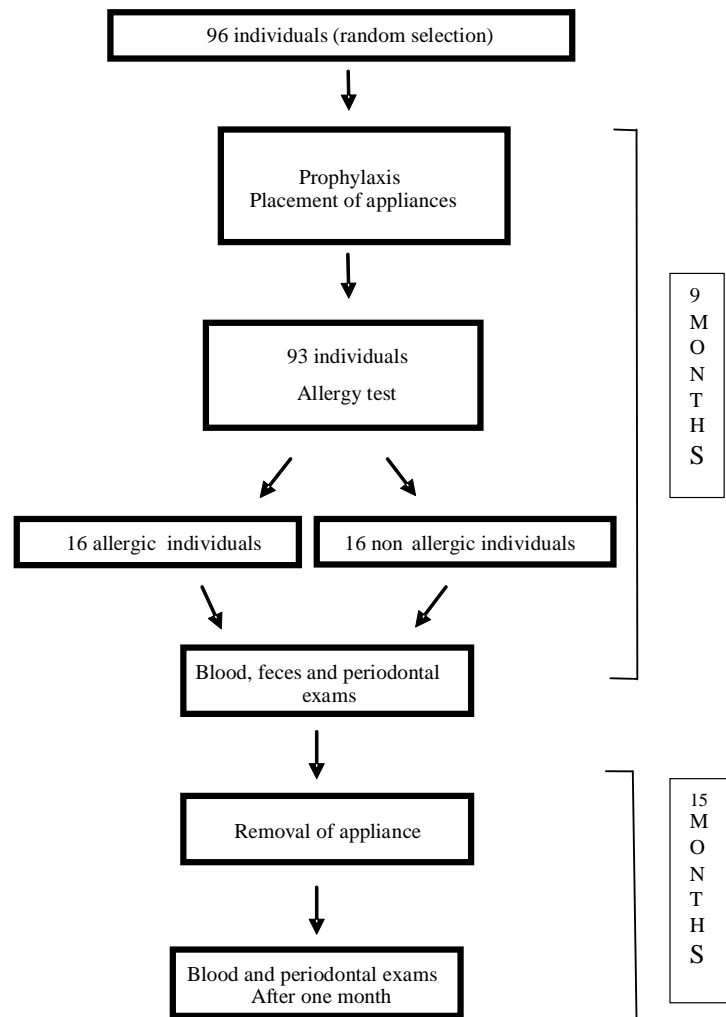 96 individuals (random selection)
Prophylaxis
Placement of appliances
93 individuals
Allergy test
16 allergic individuals
16 non allergic individuals
Blood, feces and periodontal
exams
9
M
O
N
T
H
S
Removal of appliance
Blood and periodontal exams
After one month
15
M
O
N
T
H
S